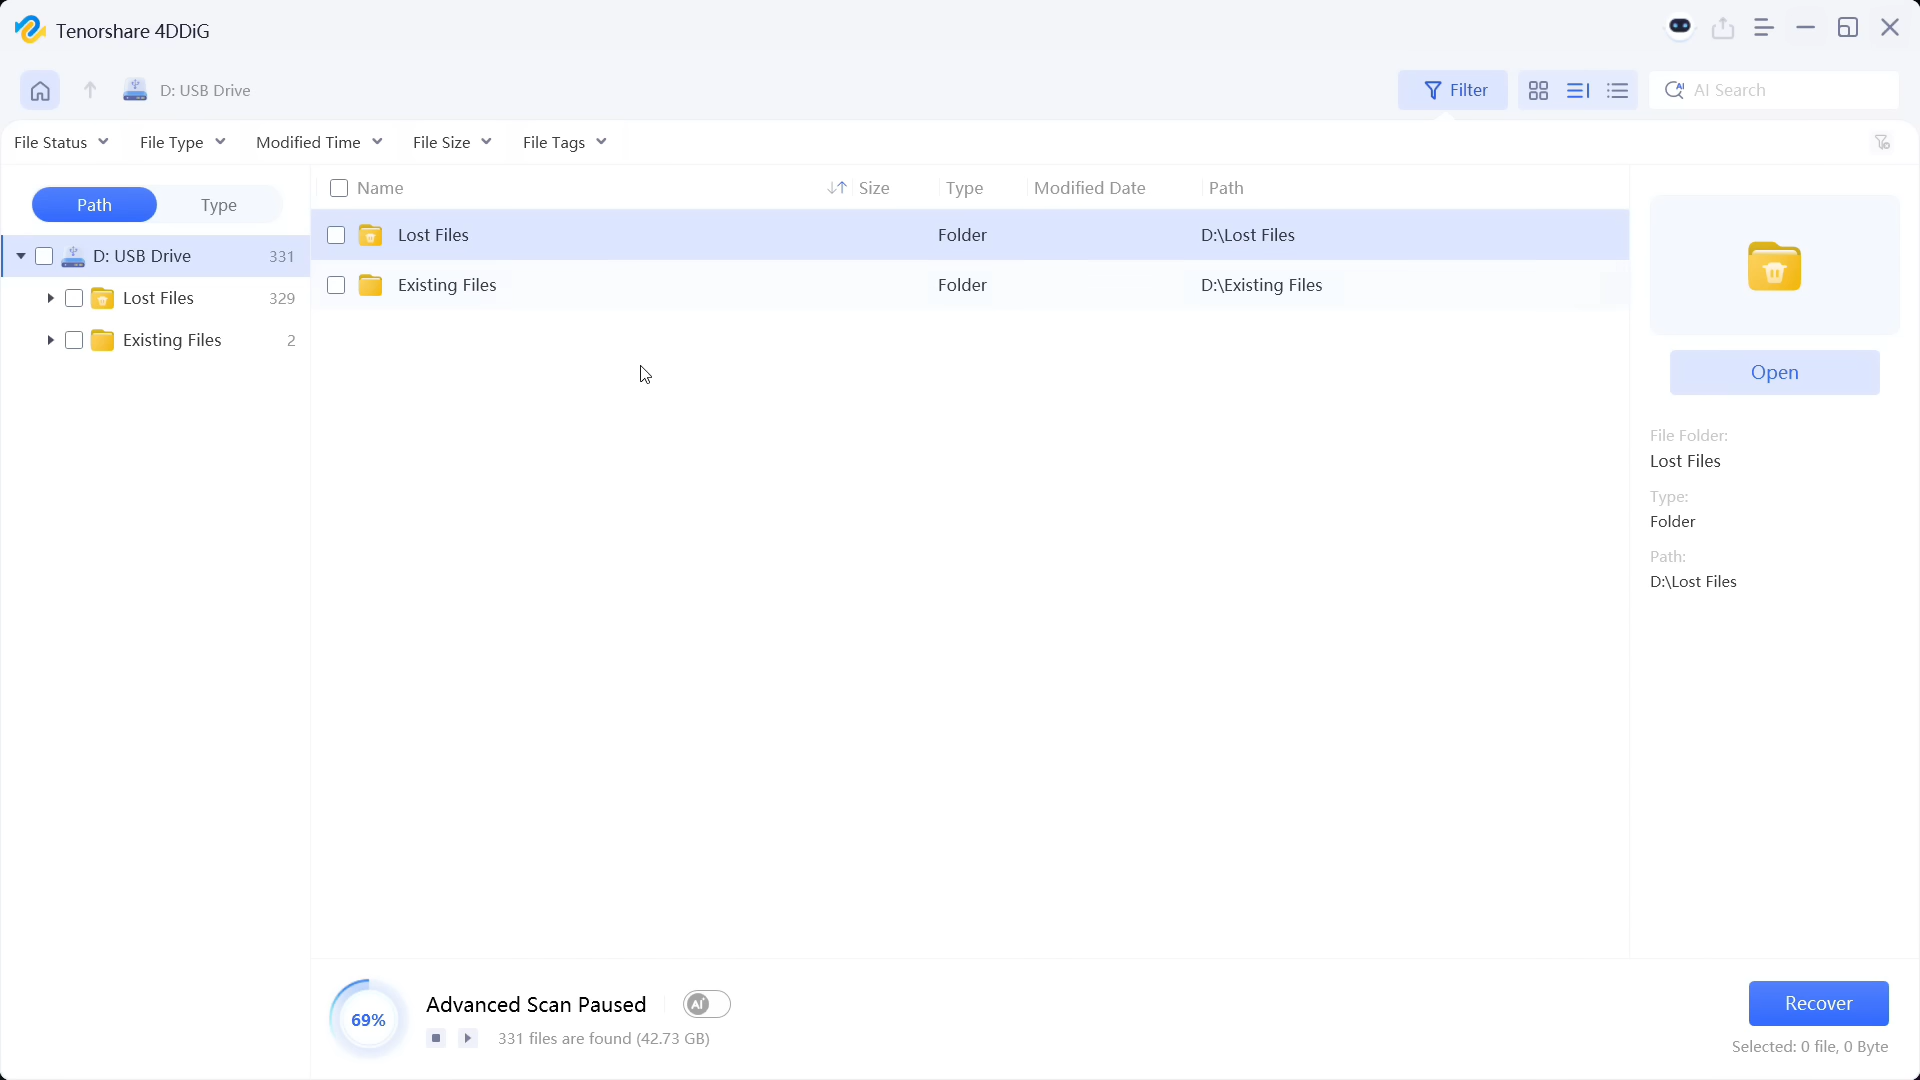 Tenorshare 4DDiG
D: USB Drive
Filter
AI Search
File Status
File Type
Modified Time
File Size
File Tags
Path
Type
Name
Size
Type
Modified Date
Path
D: USB Drive 331
Lost Files 329
Existing Files 2
Lost Files Folder D:\Lost Files
Existing Files Folder D:\Existing Files
Open
File Folder:
Lost Files
Type:
Folder
Path:
D:\Lost Files
69%
Advanced Scan Paused
AI
331 files are found (42.73 GB)
Recover
Selected: 0 file, 0 Byte